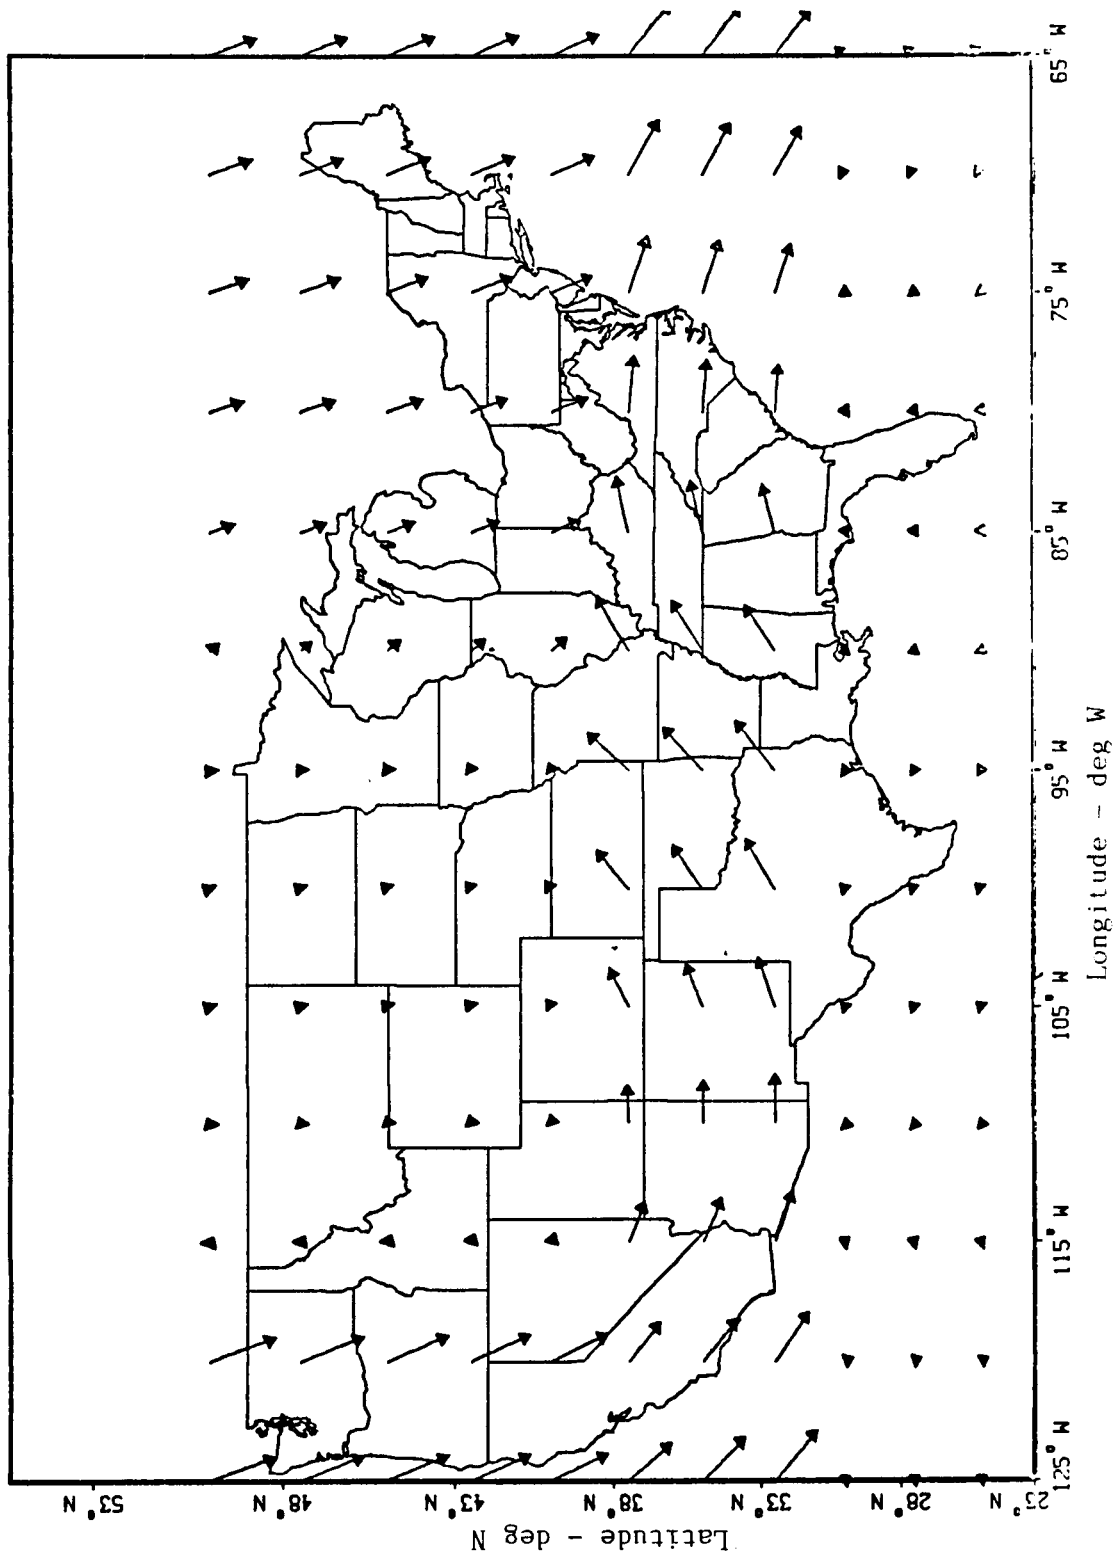 53° N
48° N
43° N
38° N
33° N
28° N
23° N
Latitude - deg N
125° W
115° W
105° W
95° W
85° W
75° W
65° W
Longitude - deg W